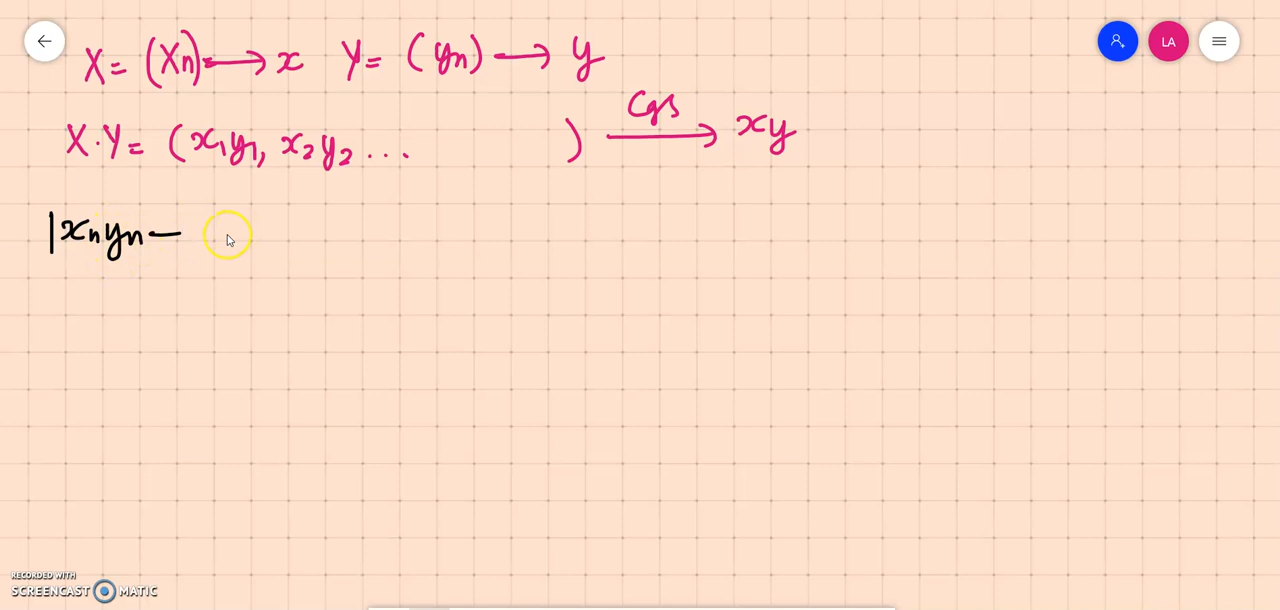 X = (Xn) → x Y = (yn) → y
Cgs
X·Y = (x₁y₁, x₂y₂ ... ) → xy
|xₙyₙ –
LA
RECORDED WITH
SCREENCAST MATIC